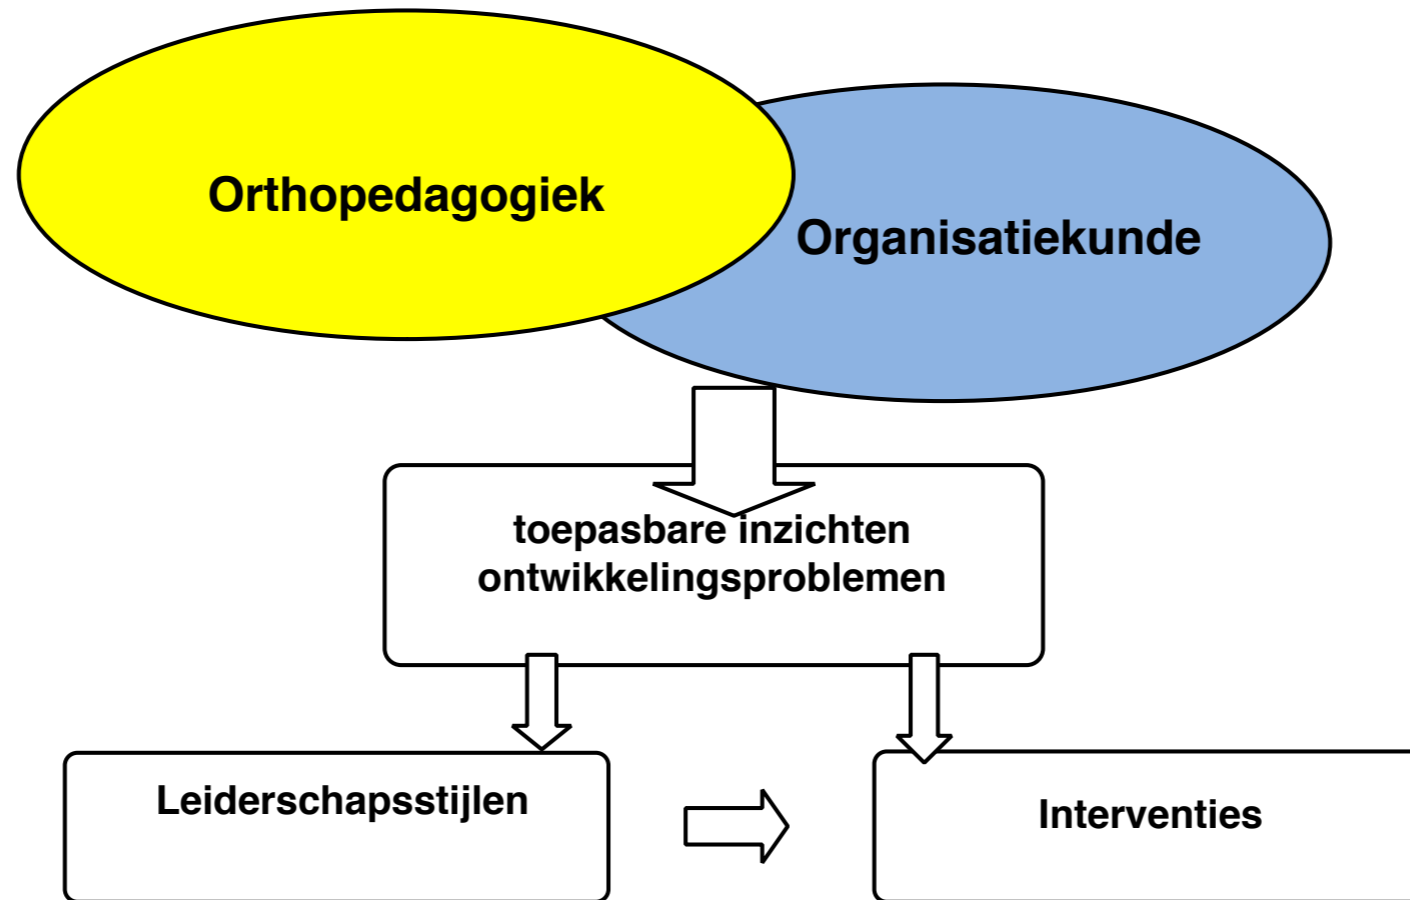 Orthopedagogiek
Organisatiekunde
toepasbare inzichten
ontwikkelingsproblemen
Leiderschapsstijlen
Interventies